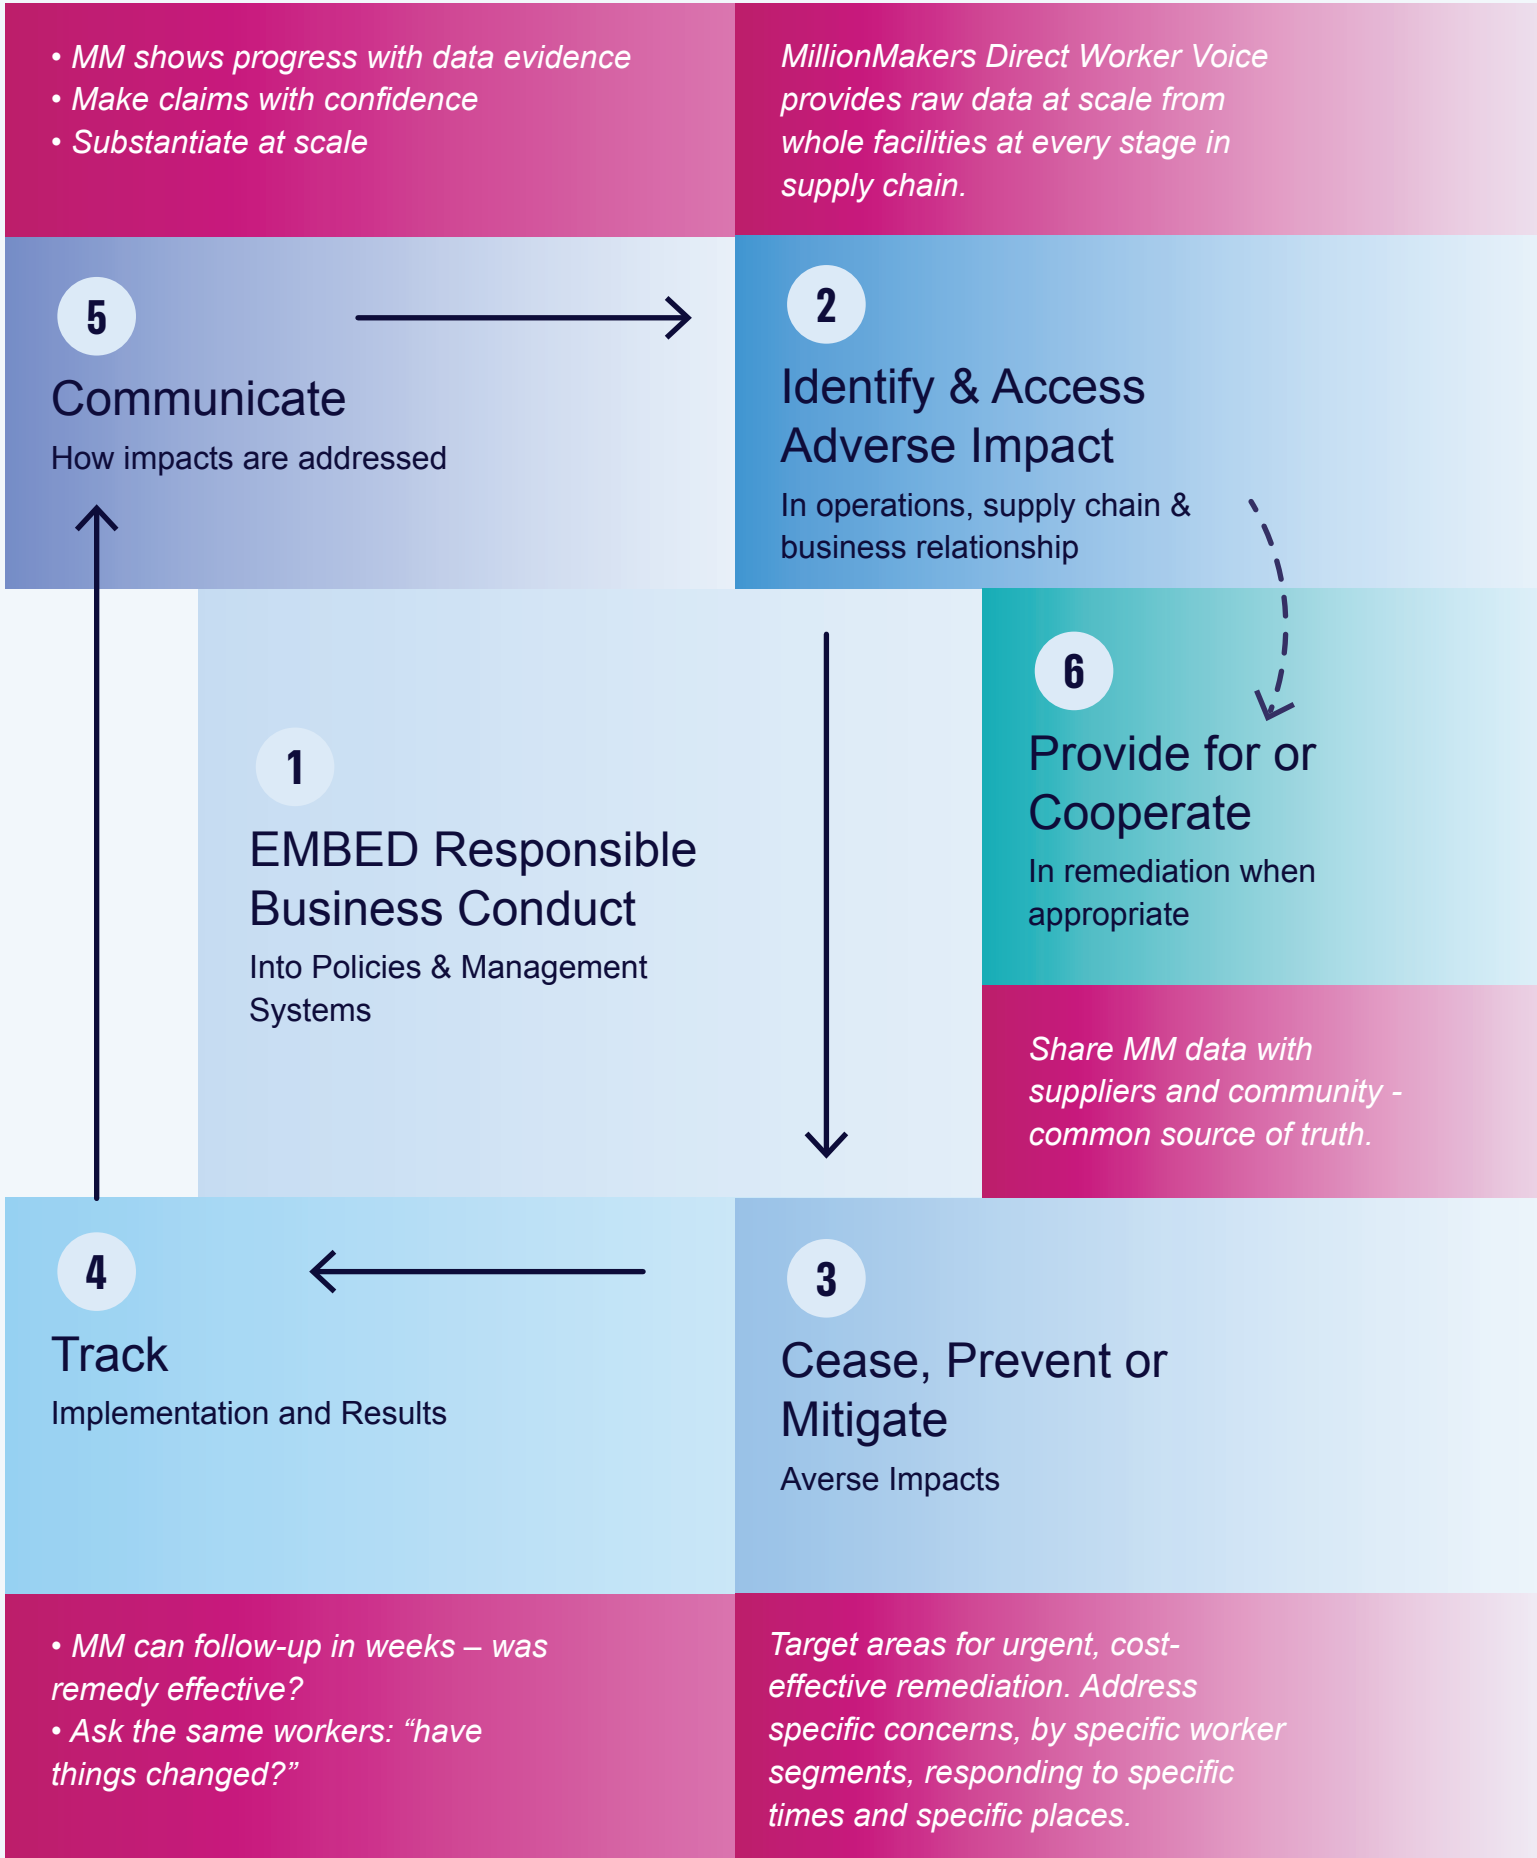 • MM shows progress with data evidence
• Make claims with confidence
• Substantiate at scale
MillionMakers Direct Worker Voice
provides raw data at scale from
whole facilities at every stage in
supply chain.
5
Communicate
How impacts are addressed
2
Identify & Access
Adverse Impact
In operations, supply chain &
business relationship
1
EMBED Responsible
Business Conduct
Into Policies & Management
Systems
6
Provide for or
Cooperate
In remediation when
appropriate
Share MM data with
suppliers and community -
common source of truth.
4
Track
Implementation and Results
3
Cease, Prevent or
Mitigate
Averse Impacts
• MM can follow-up in weeks – was
remedy effective?
• Ask the same workers: “have
things changed?”
Target areas for urgent, cost-
effective remediation. Address
specific concerns, by specific worker
segments, responding to specific
times and specific places.